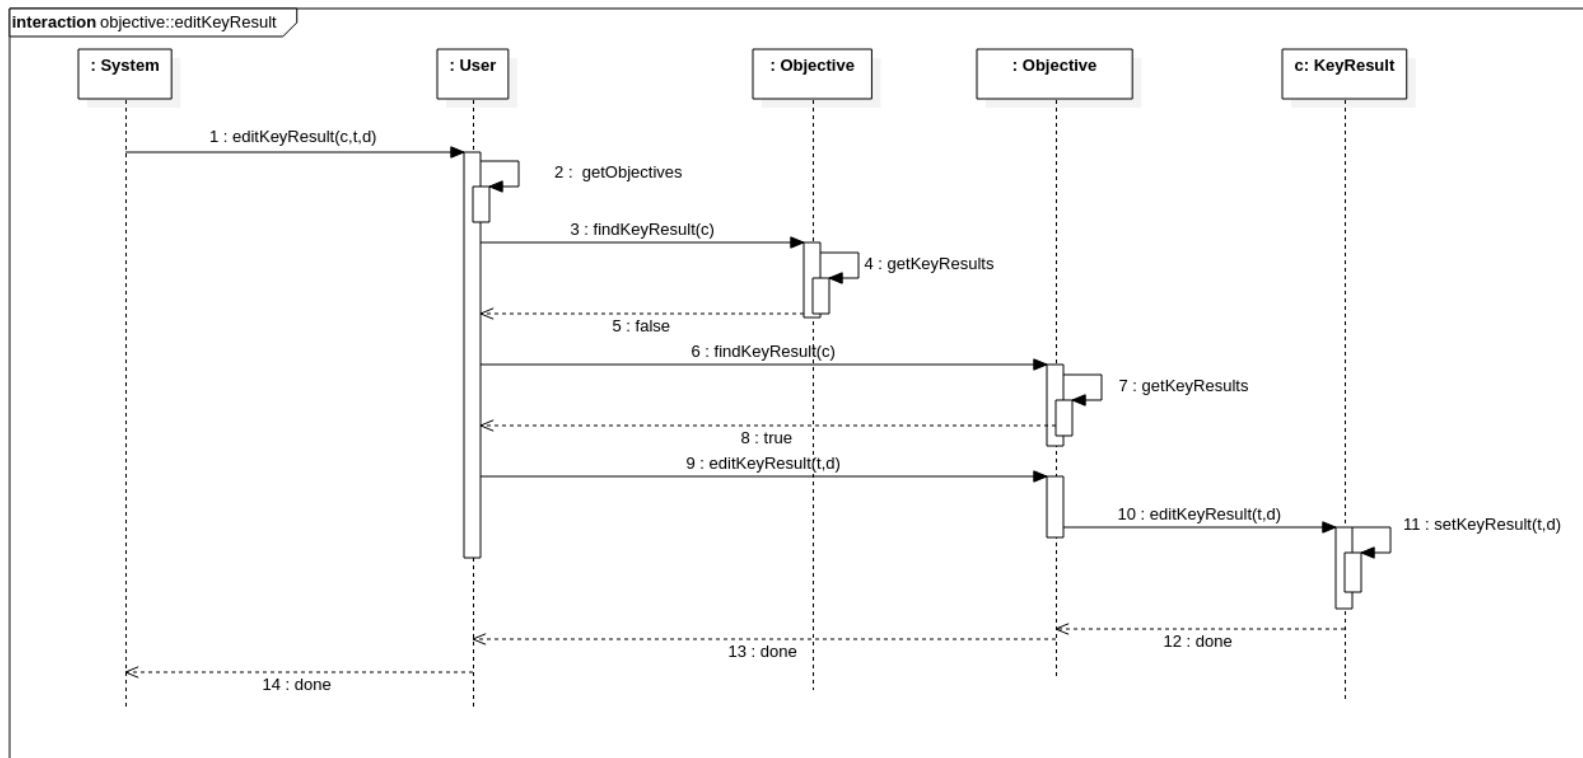 interaction objective::editKeyResult
: System
: User
: Objective
: Objective
c: KeyResult
1 : editKeyResult(c,t,d)
2 : getObjectives
3 : findKeyResult(c)
4 : getKeyResults
5 : false
6 : findKeyResult(c)
7 : getKeyResults
8 : true
9 : editKeyResult(t,d)
10 : editKeyResult(t,d)
11 : setKeyResult(t,d)
12 : done
13 : done
14 : done